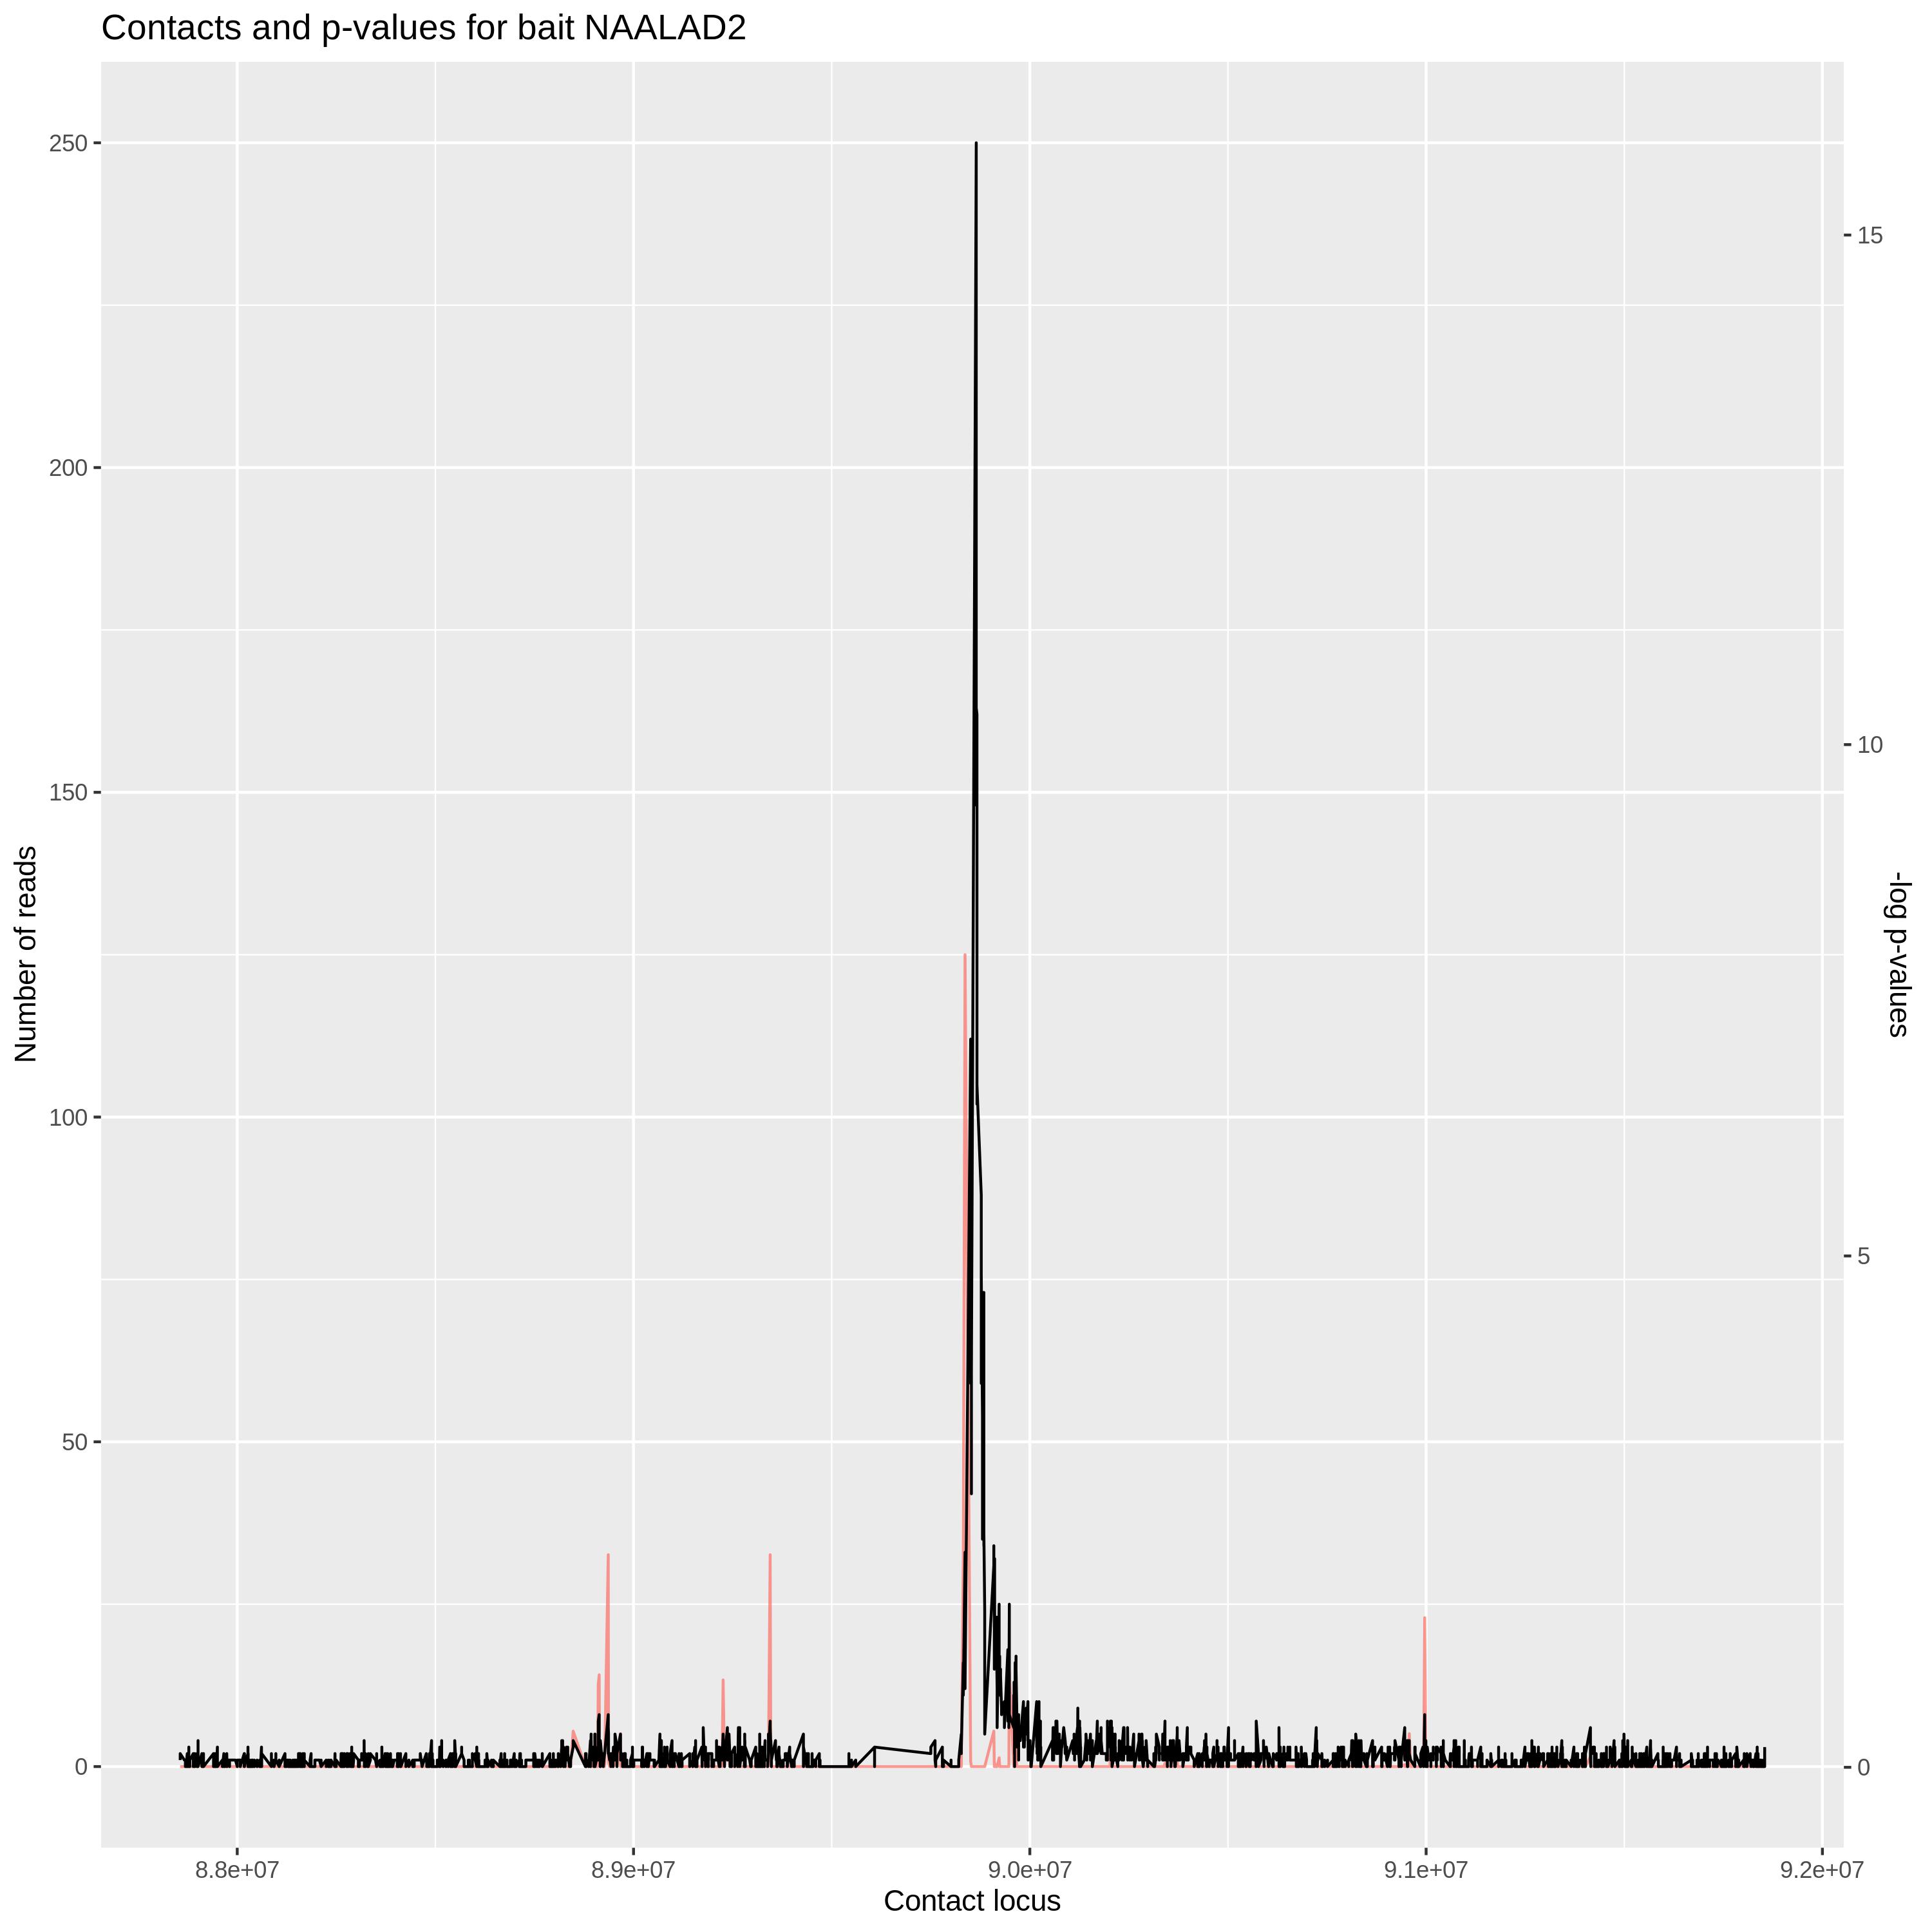 Contacts and p-values for bait NAALAD2
250
200
150
100
50
0
Number of reads
15
10
5
0
-log p-values
8.8e+07
8.9e+07
9.0e+07
9.1e+07
9.2e+07
Contact locus